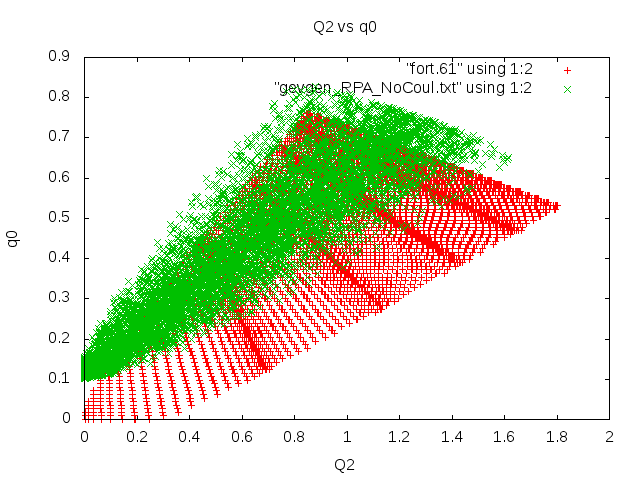 Q2 vs q0
"fort.61" using 1:2
"gevgen_RPA_NoCoul.txt" using 1:2
0.9
0.8
0.7
0.6
0.5
0.4
0.3
0.2
0.1
0
q0
0 0.2 0.4 0.6 0.8 1 1.2 1.4 1.6 1.8 2
Q2